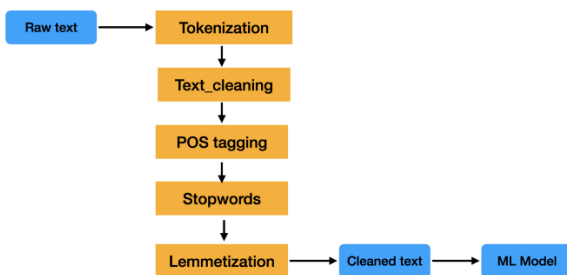 Raw text
Tokenization
Text_cleaning
POS tagging
Stopwords
Lemmetization
Cleaned text
ML Model